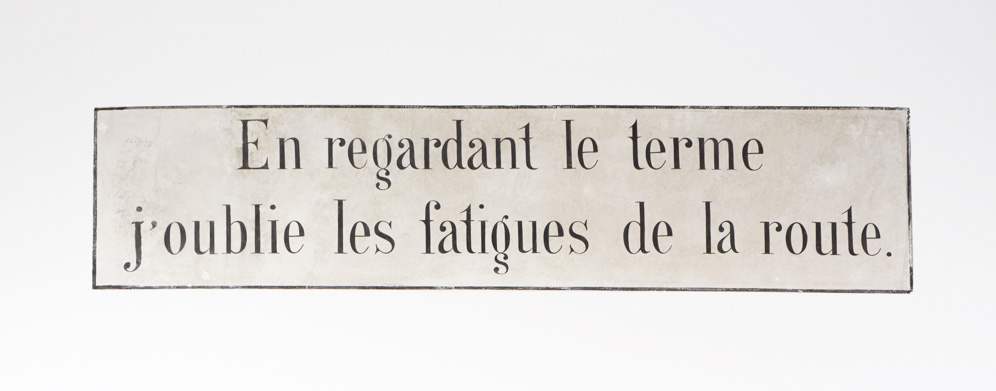 En regardant le terme
j'oublie les fatigues de la route.